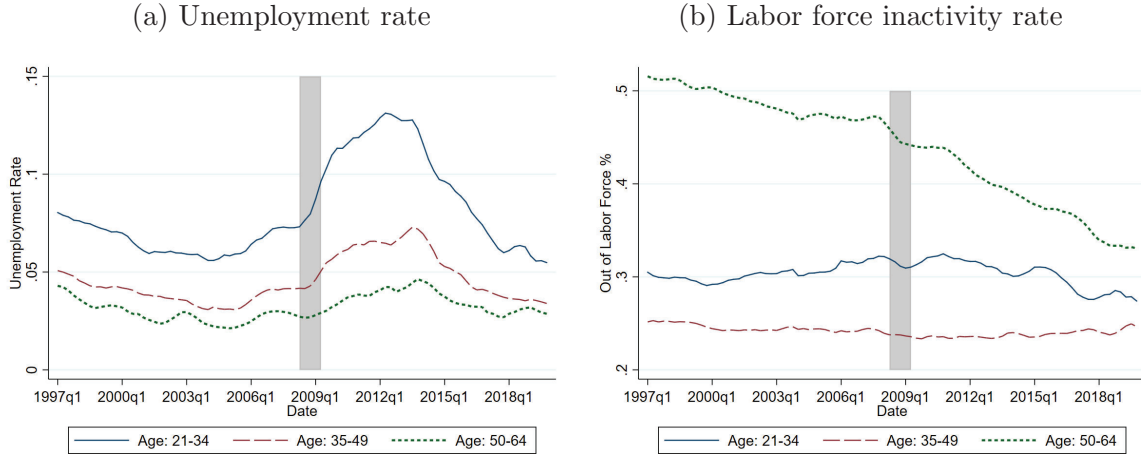 (a) Unemployment rate
Unemployment Rate
.15
.1
.05
0
1997q1 2000q1 2003q1 2006q1 2009q1 2012q1 2015q1 2018q1
Date
Age: 21-34 Age: 35-49 Age: 50-64
(b) Labor force inactivity rate
Out of Labor Force %
.5
.4
.3
.2
1997q1 2000q1 2003q1 2006q1 2009q1 2012q1 2015q1 2018q1
Date
Age: 21-34 Age: 35-49 Age: 50-64